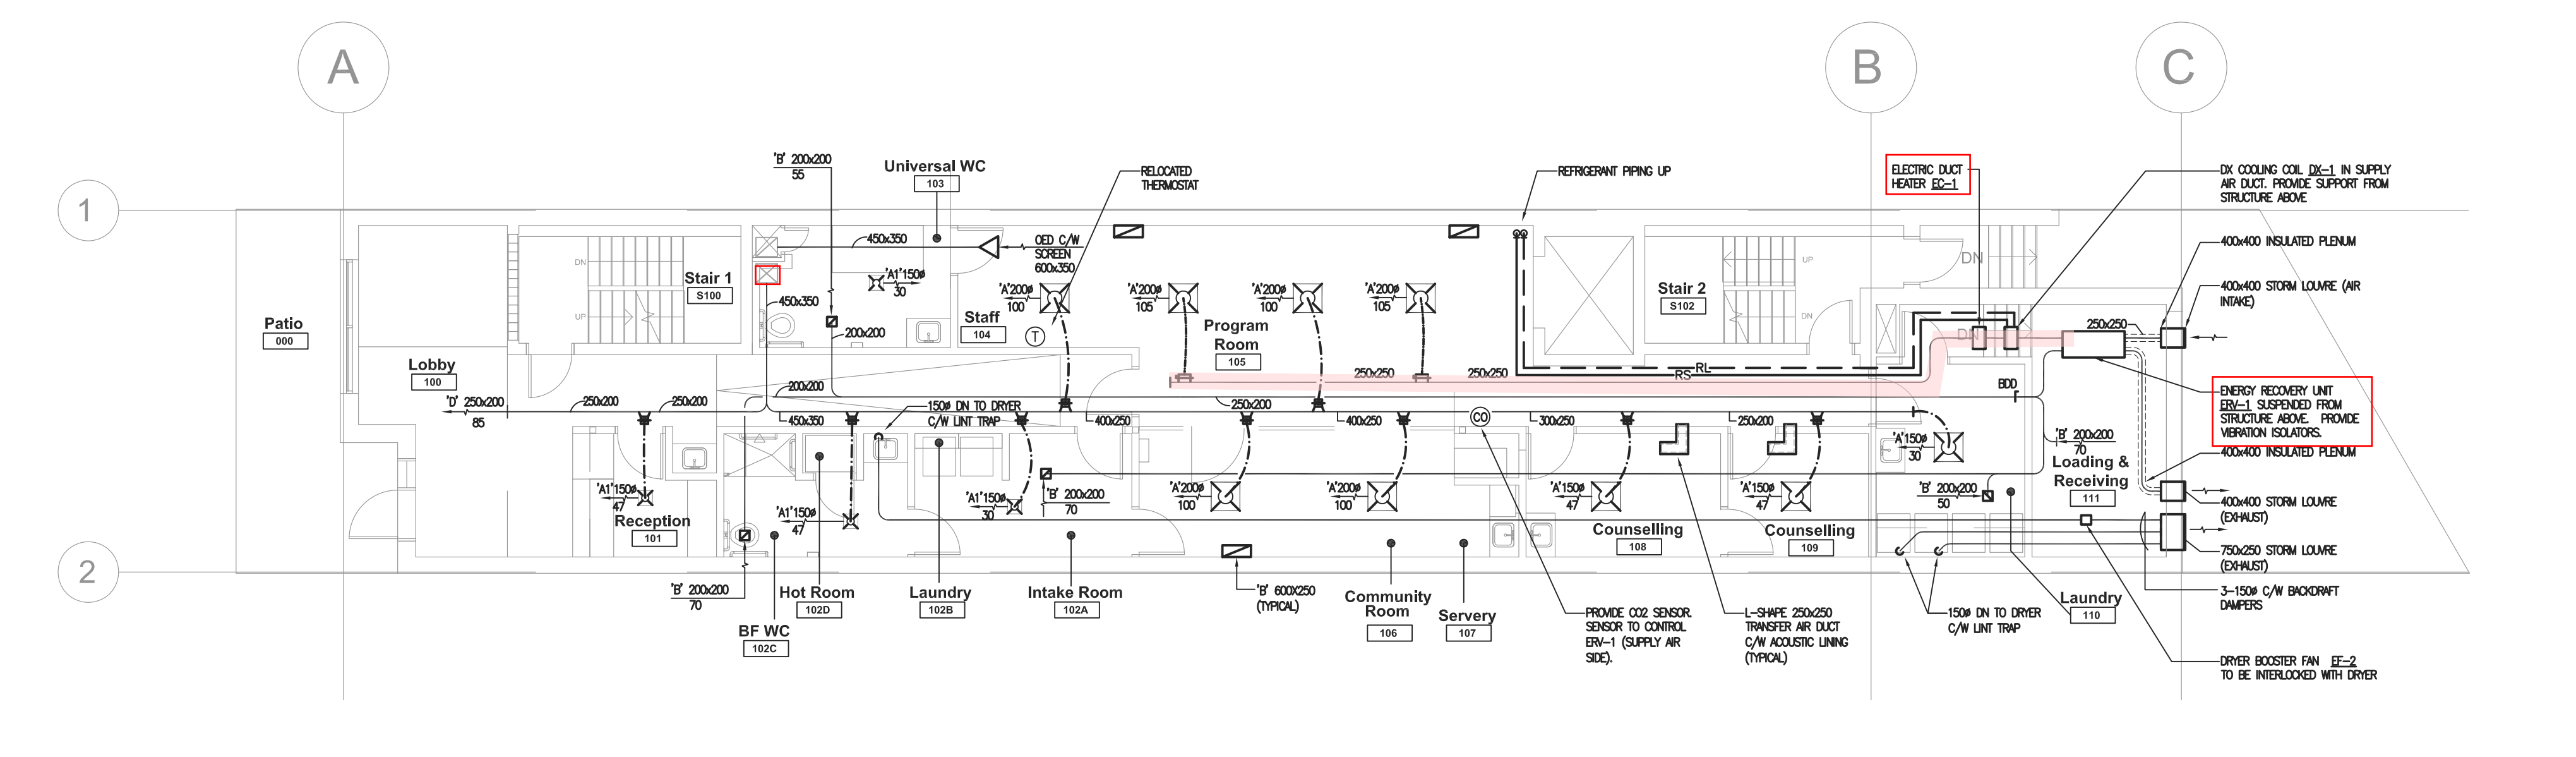 A
B
C
1
2
'B' 200x200
55
Universal WC
103
RELOCATED
THERMOSTAT
REFRIGERANT PIPING UP
ELECTRIC DUCT
HEATER EC-1
DX COOLING COIL DX-1 IN SUPPLY
AIR DUCT. PROVIDE SUPPORT FROM
STRUCTURE ABOVE
450x350
OED C/W
SCREEN
600x350
400x400 INSULATED PLENUM
DN
UP
Stair 1
S100
'A1'150ø
30
450x350
'A'200ø
100
'A'200ø
105
'A'200ø
100
'A'200ø
105
Stair 2
S102
UP
DN
DN
400x400 STORM LOUVRE (AIR
INTAKE)
Patio
000
Staff
104
T
200x200
Program
Room
105
DN
250x250
Lobby
100
250x250
250x250
RL
RS
200x200
BDD
ENERGY RECOVERY UNIT
ERV-1 SUSPENDED FROM
STRUCTURE ABOVE. PROVIDE
VIBRATION ISOLATORS.
'D' 250x200
85
250x200
250x200
150ø DN TO DRYER
C/W LINT TRAP
450x350
400x250
250x200
400x250
CO
300x250
250x200
'A'150ø
30
'B' 200x200
70
400x400 INSULATED PLENUM
Loading &
Receiving
111
'A1'150ø
47
Reception
101
'A1'150ø
47
'A1'150ø
30
'B' 200x200
70
'A'200ø
100
'A'200ø
100
'A'150ø
47
'A'150ø
47
'B' 200x200
50
400x400 STORM LOUVRE
(EXHAUST)
Counselling
108
Counselling
109
750x250 STORM LOUVRE
(EXHAUST)
'B' 200x200
70
Hot Room
102D
Laundry
102B
Intake Room
102A
'B' 600X250
(TYPICAL)
Community
Room
106
Servery
107
PROVIDE CO2 SENSOR.
SENSOR TO CONTROL
ERV-1 (SUPPLY AIR
SIDE).
L-SHAPE 250x250
TRANSFER AIR DUCT
C/W ACOUSTIC LINING
(TYPICAL)
150ø DN TO DRYER
C/W LINT TRAP
Laundry
110
3-150ø C/W BACKDRAFT
DAMPERS
BF WC
102C
DRYER BOOSTER FAN EF-2
TO BE INTERLOCKED WITH DRYER